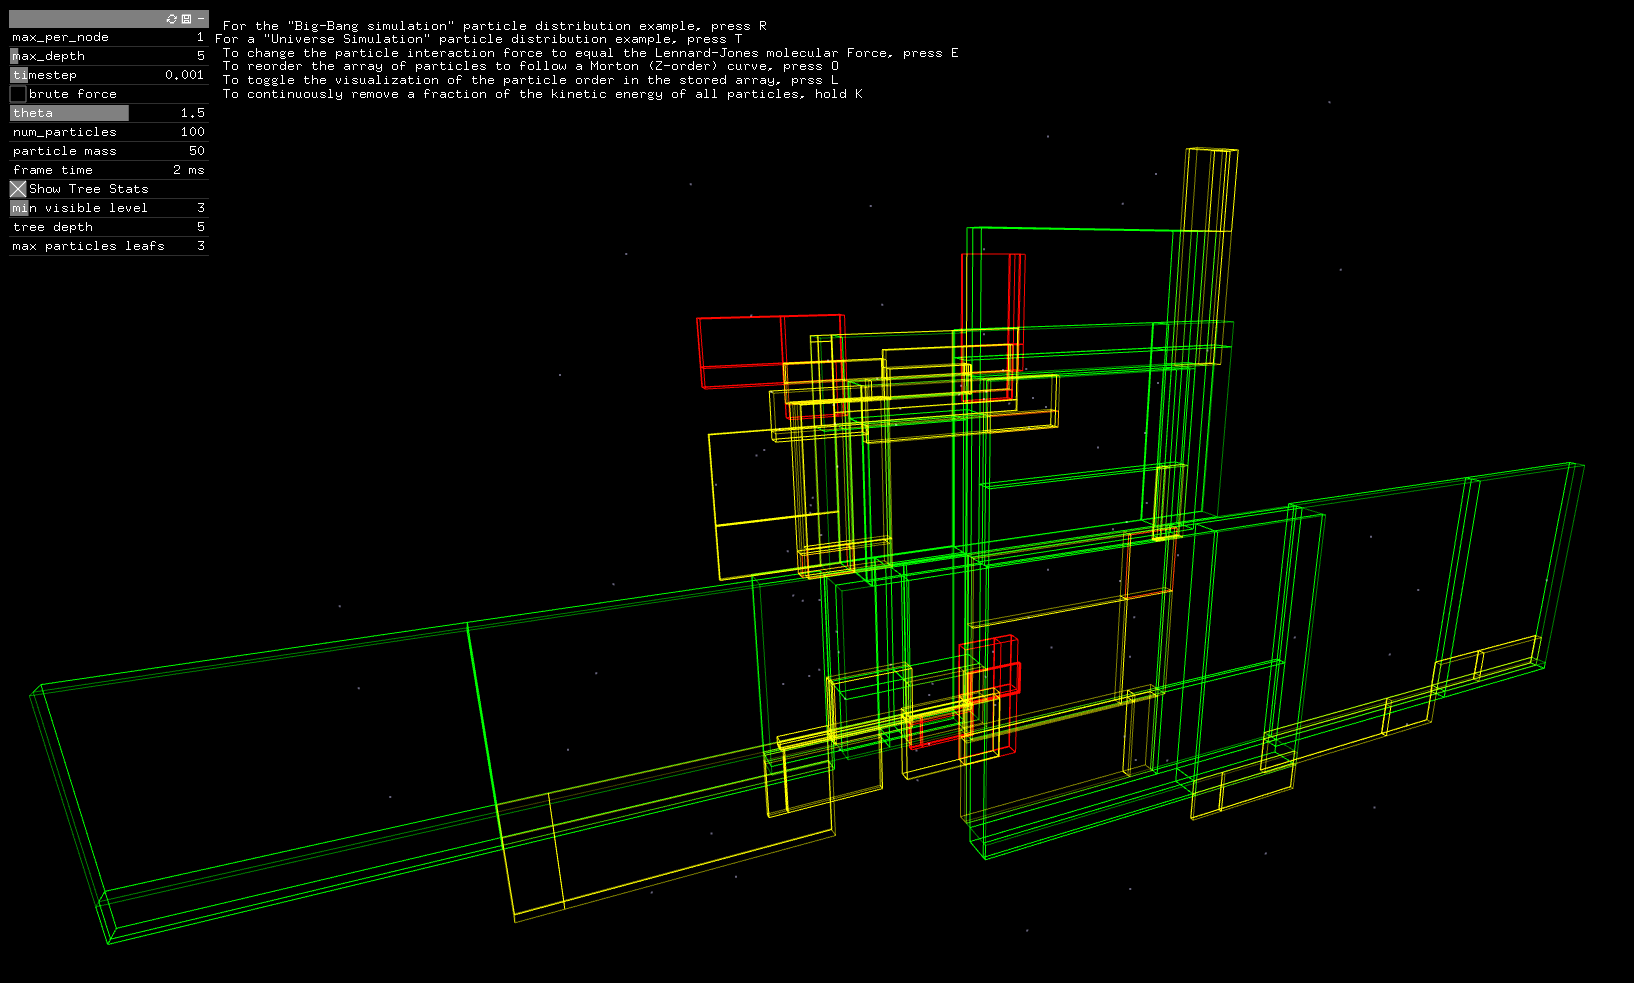 max_per_node 1
max_depth 5
timestep 0.001
brute force
theta 1.5
num_particles 100
particle mass 50
frame time 2 ms
Show Tree Stats
min visible level 3
tree depth 5
max particles leafs 3
For the "Big-Bang simulation" particle distribution example, press R
For a "Universe Simulation" particle distribution example, press T
To change the particle interaction force to equal the Lennard-Jones molecular Force, press E
To reorder the array of particles to follow a Morton (Z-order) curve, press O
To toggle the visualization of the particle order in the stored array, prss L
To continuously remove a fraction of the kinetic energy of all particles, hold K